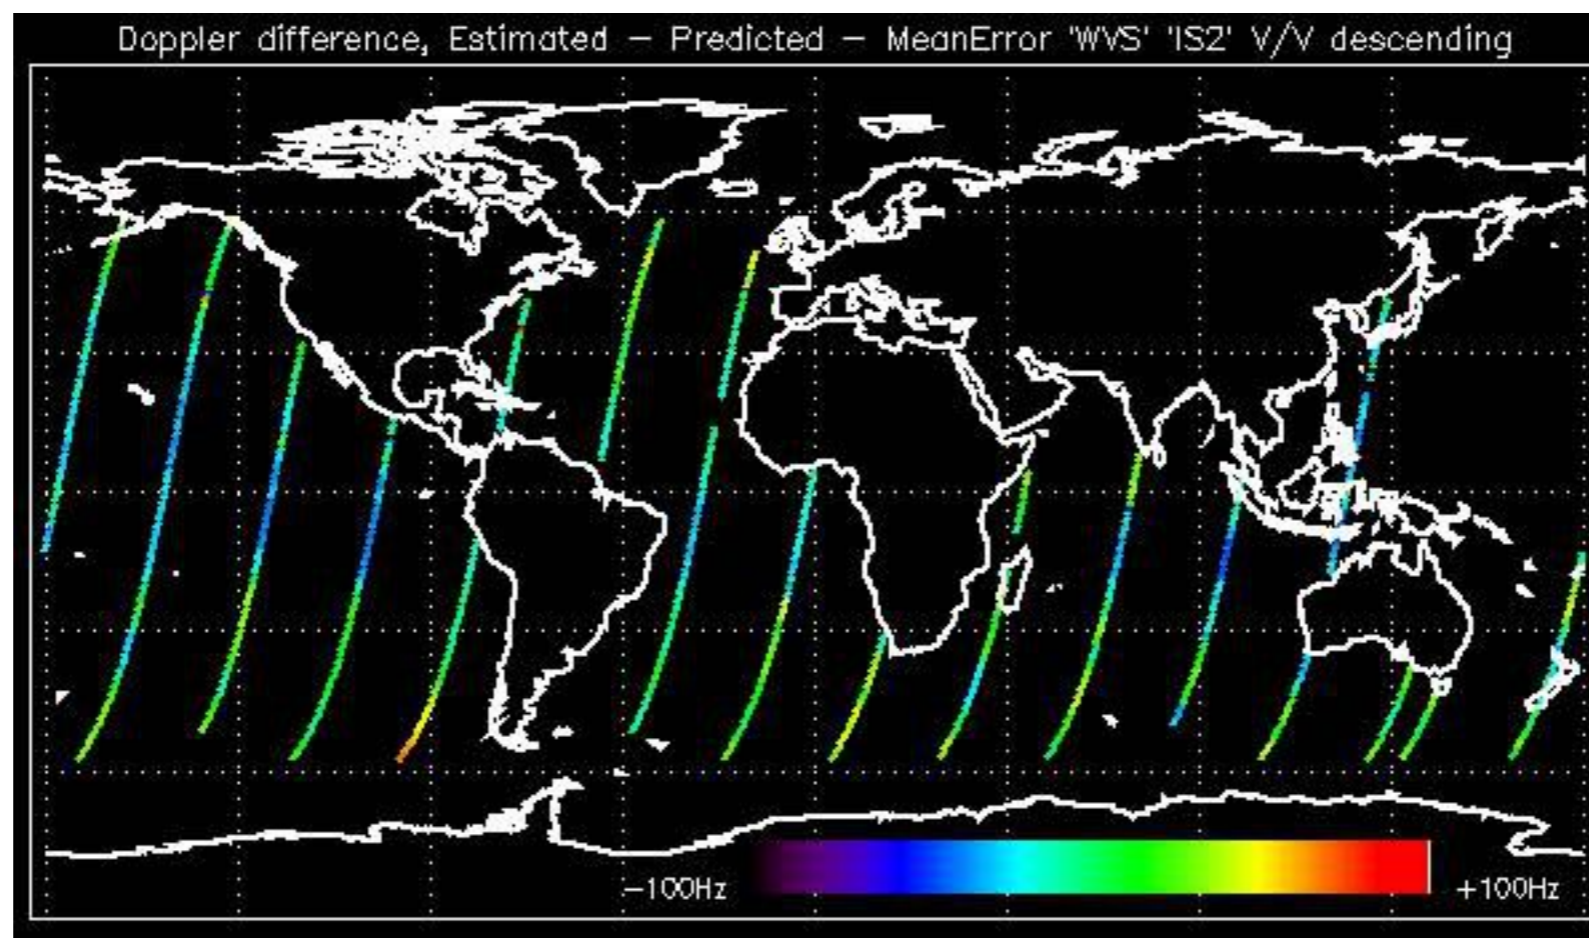 Doppler difference, Estimated – Predicted – MeanError 'WVS' 'IS2' V/V descending
-100Hz +100Hz